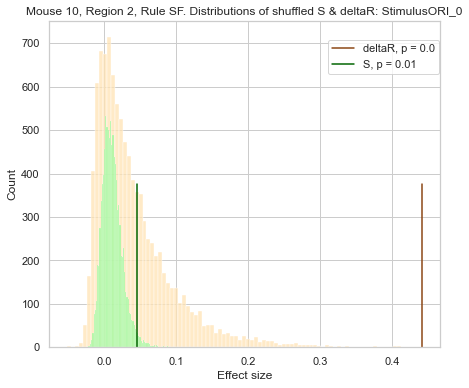 Mouse 10, Region 2, Rule SF. Distributions of shuffled S & deltaR: StimulusORI_0
700
600
500
400
300
200
100
0
Count
deltaR, p = 0.0
S, p = 0.01
0.0 0.1 0.2 0.3 0.4
Effect size